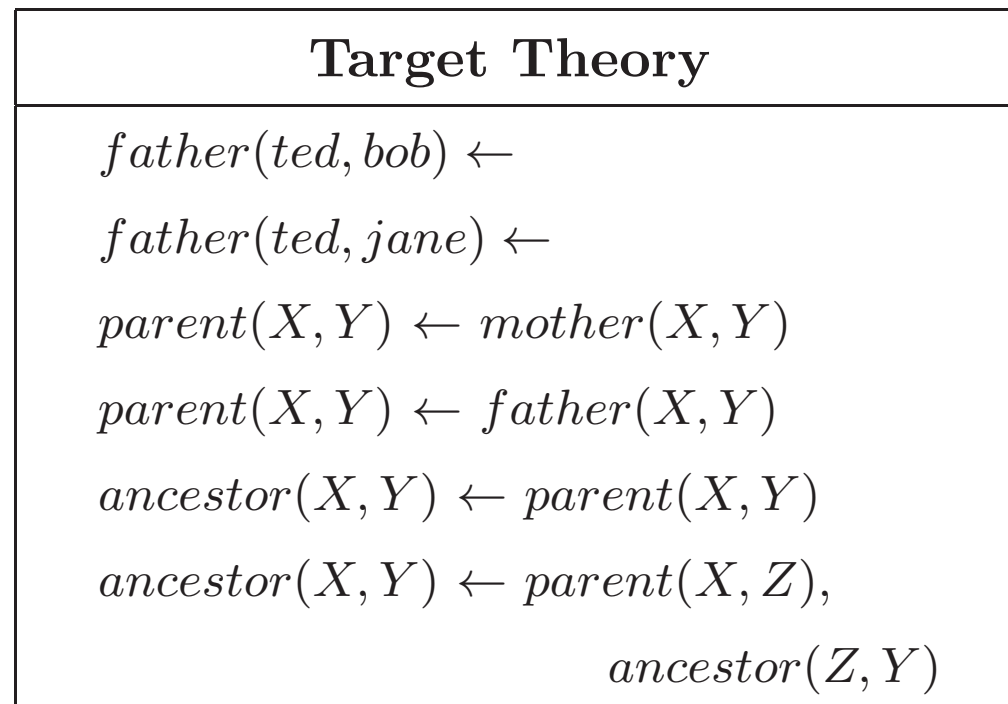 Target Theory
father(ted, bob) ←
father(ted, jane) ←
parent(X, Y) ← mother(X, Y)
parent(X, Y) ← father(X, Y)
ancestor(X, Y) ← parent(X, Y)
ancestor(X, Y) ← parent(X, Z),
ancestor(Z, Y)